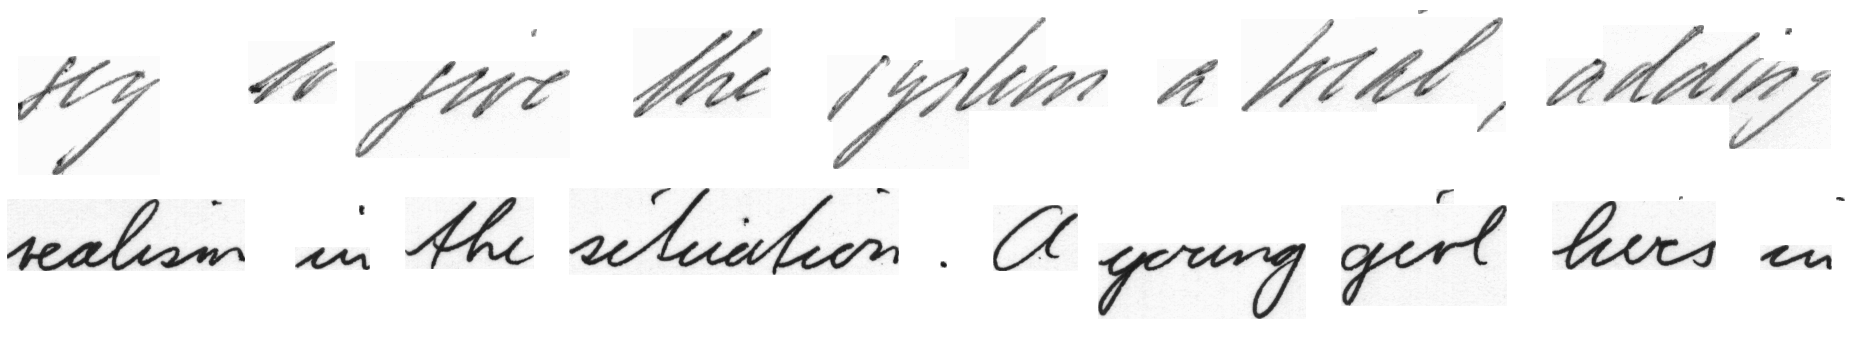 sey to give the system a trial, adding
realism in the situation. A young girl lives in